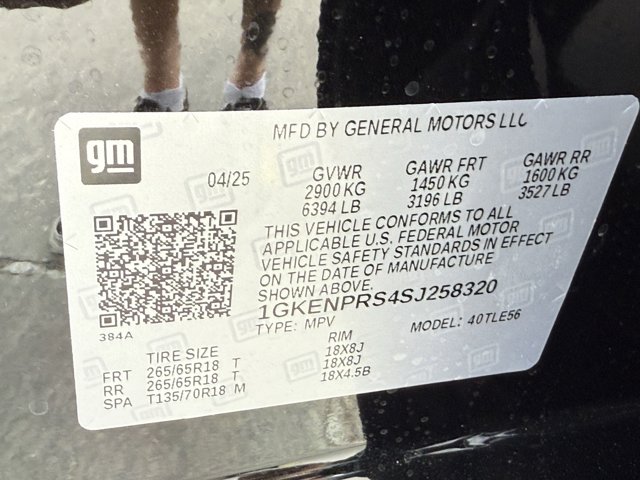 MFD BY GENERAL MOTORS LLC
gm
04/25
GVWR GAWR FRT GAWR RR
2900 KG 1450 KG 1600 KG
6394 LB 3196 LB 3527 LB
THIS VEHICLE CONFORMS TO ALL
APPLICABLE U.S. FEDERAL MOTOR
VEHICLE SAFETY STANDARDS IN EFFECT
ON THE DATE OF MANUFACTURE
SHOWN ABOVE.
1GKENPRS4SJ258320
384A
TYPE: MPV MODEL: 40TLE56
TIRE SIZE RIM
FRT 265/65R18 T 18X8J
RR 265/65R18 T 18X8J
SPA T135/70R18 M 18X4.5B